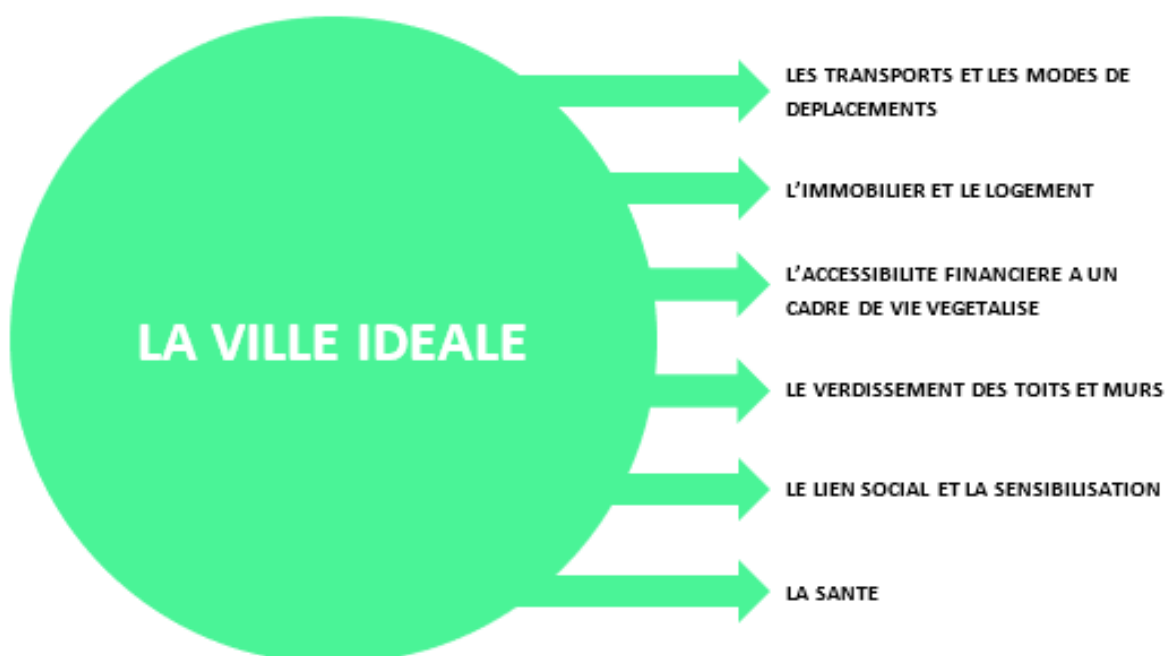 LA VILLE IDEALE
LES TRANSPORTS ET LES MODES DE
DEPLACEMENTS
L'IMMOBILIER ET LE LOGEMENT
L'ACCESSIBILITE FINANCIERE A UN
CADRE DE VIE VEGETALISE
LE VERDISSEMENT DES TOITS ET MURS
LE LIEN SOCIAL ET LA SENSIBILISATION
LA SANTE